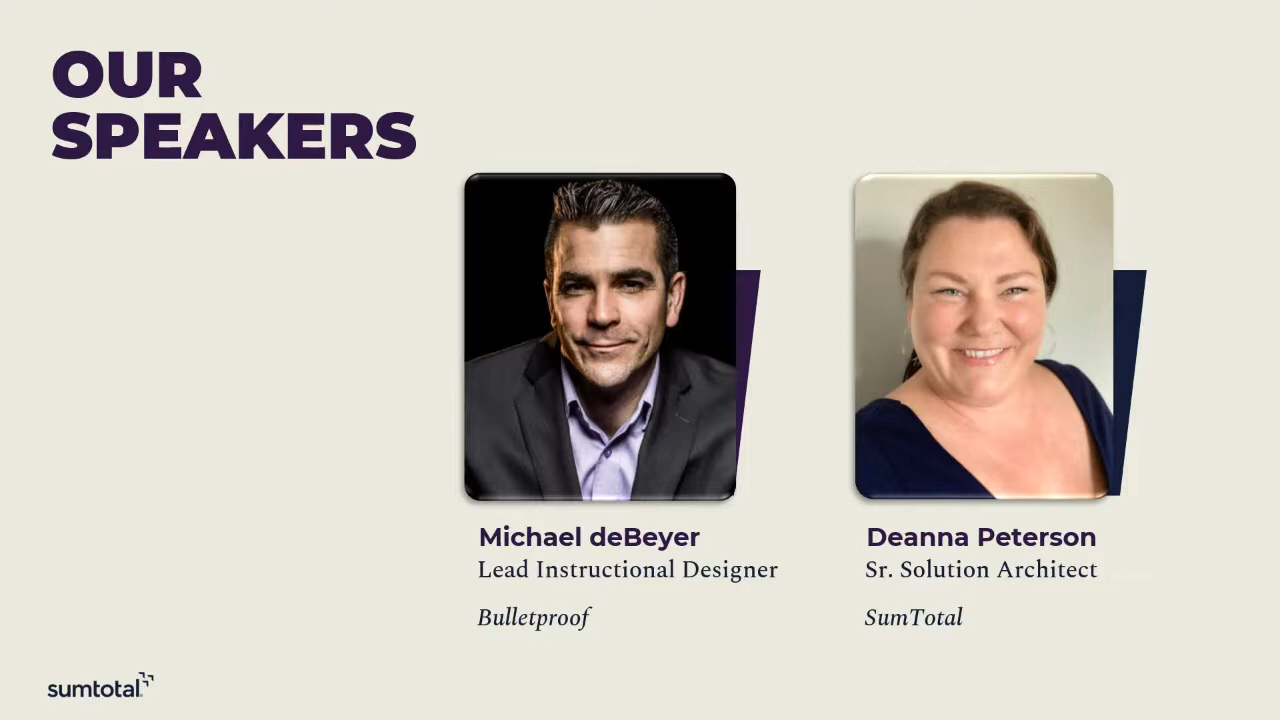 OUR
SPEAKERS
Michael deBeyer
Lead Instructional Designer
Bulletproof
Deanna Peterson
Sr. Solution Architect
SumTotal
sumtotal